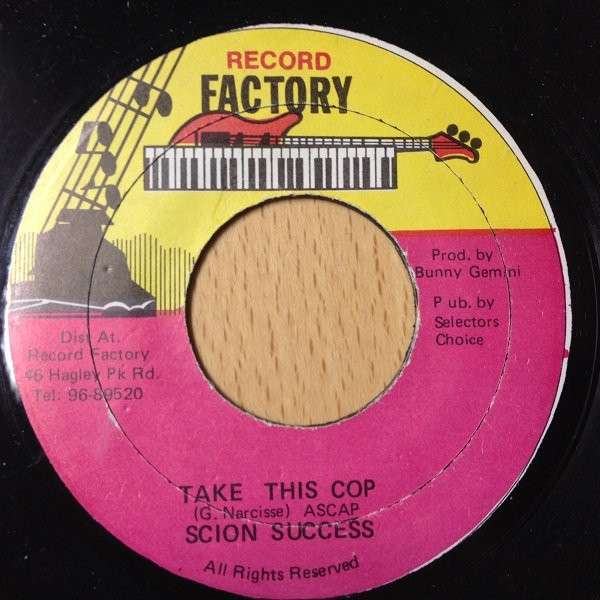 RECORD
FACTORY
Prod. by
Bunny Gemini
Pub. by
Selectors
Choice
Dist At.
Record Factory
46 Hagley Pk Rd.
Tel: 96-89520
TAKE THIS COP
(G. Narcisse) ASCAP
SCION SUCCESS
All Rights Reserved